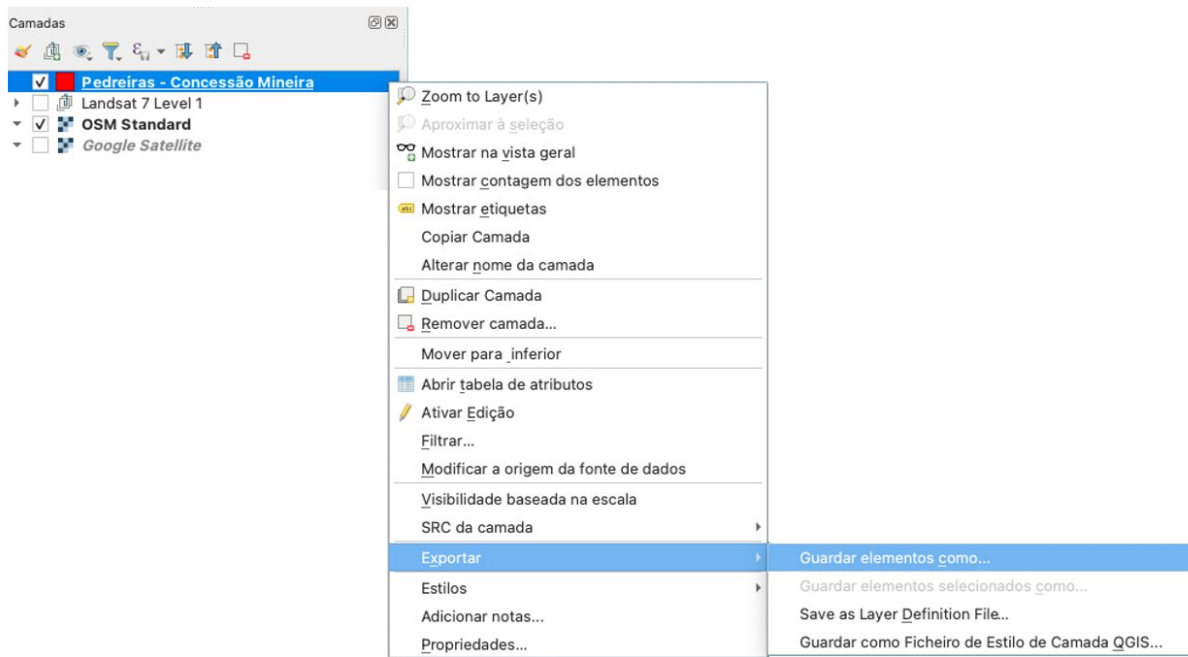 Camadas
Pedreiras - Concessão Mineira
Landsat 7 Level 1
OSM Standard
Google Satellite
Zoom to Layer(s)
Aproximar à seleção
Mostrar na vista geral
Mostrar contagem dos elementos
abc Mostrar etiquetas
Copiar Camada
Alterar nome da camada
Duplicar Camada
Remover camada...
Mover para _inferior
Abrir tabela de atributos
Ativar Edição
Filtrar...
Modificar a origem da fonte de dados
Visibilidade baseada na escala
SRC da camada
Exportar
Estilos
Adicionar notas...
Propriedades...
Guardar elementos como...
Guardar elementos selecionados como...
Save as Layer Definition File...
Guardar como Ficheiro de Estilo de Camada QGIS...